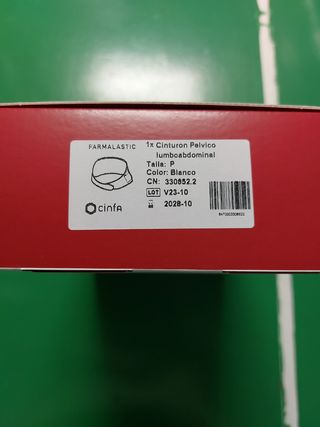 FARMALASTIC
cinfa
1x Cinturon Pelvico
lumboabdominal
Talla: P
Color: Blanco
CN: 330852.2
LOT V23-10
2028-10